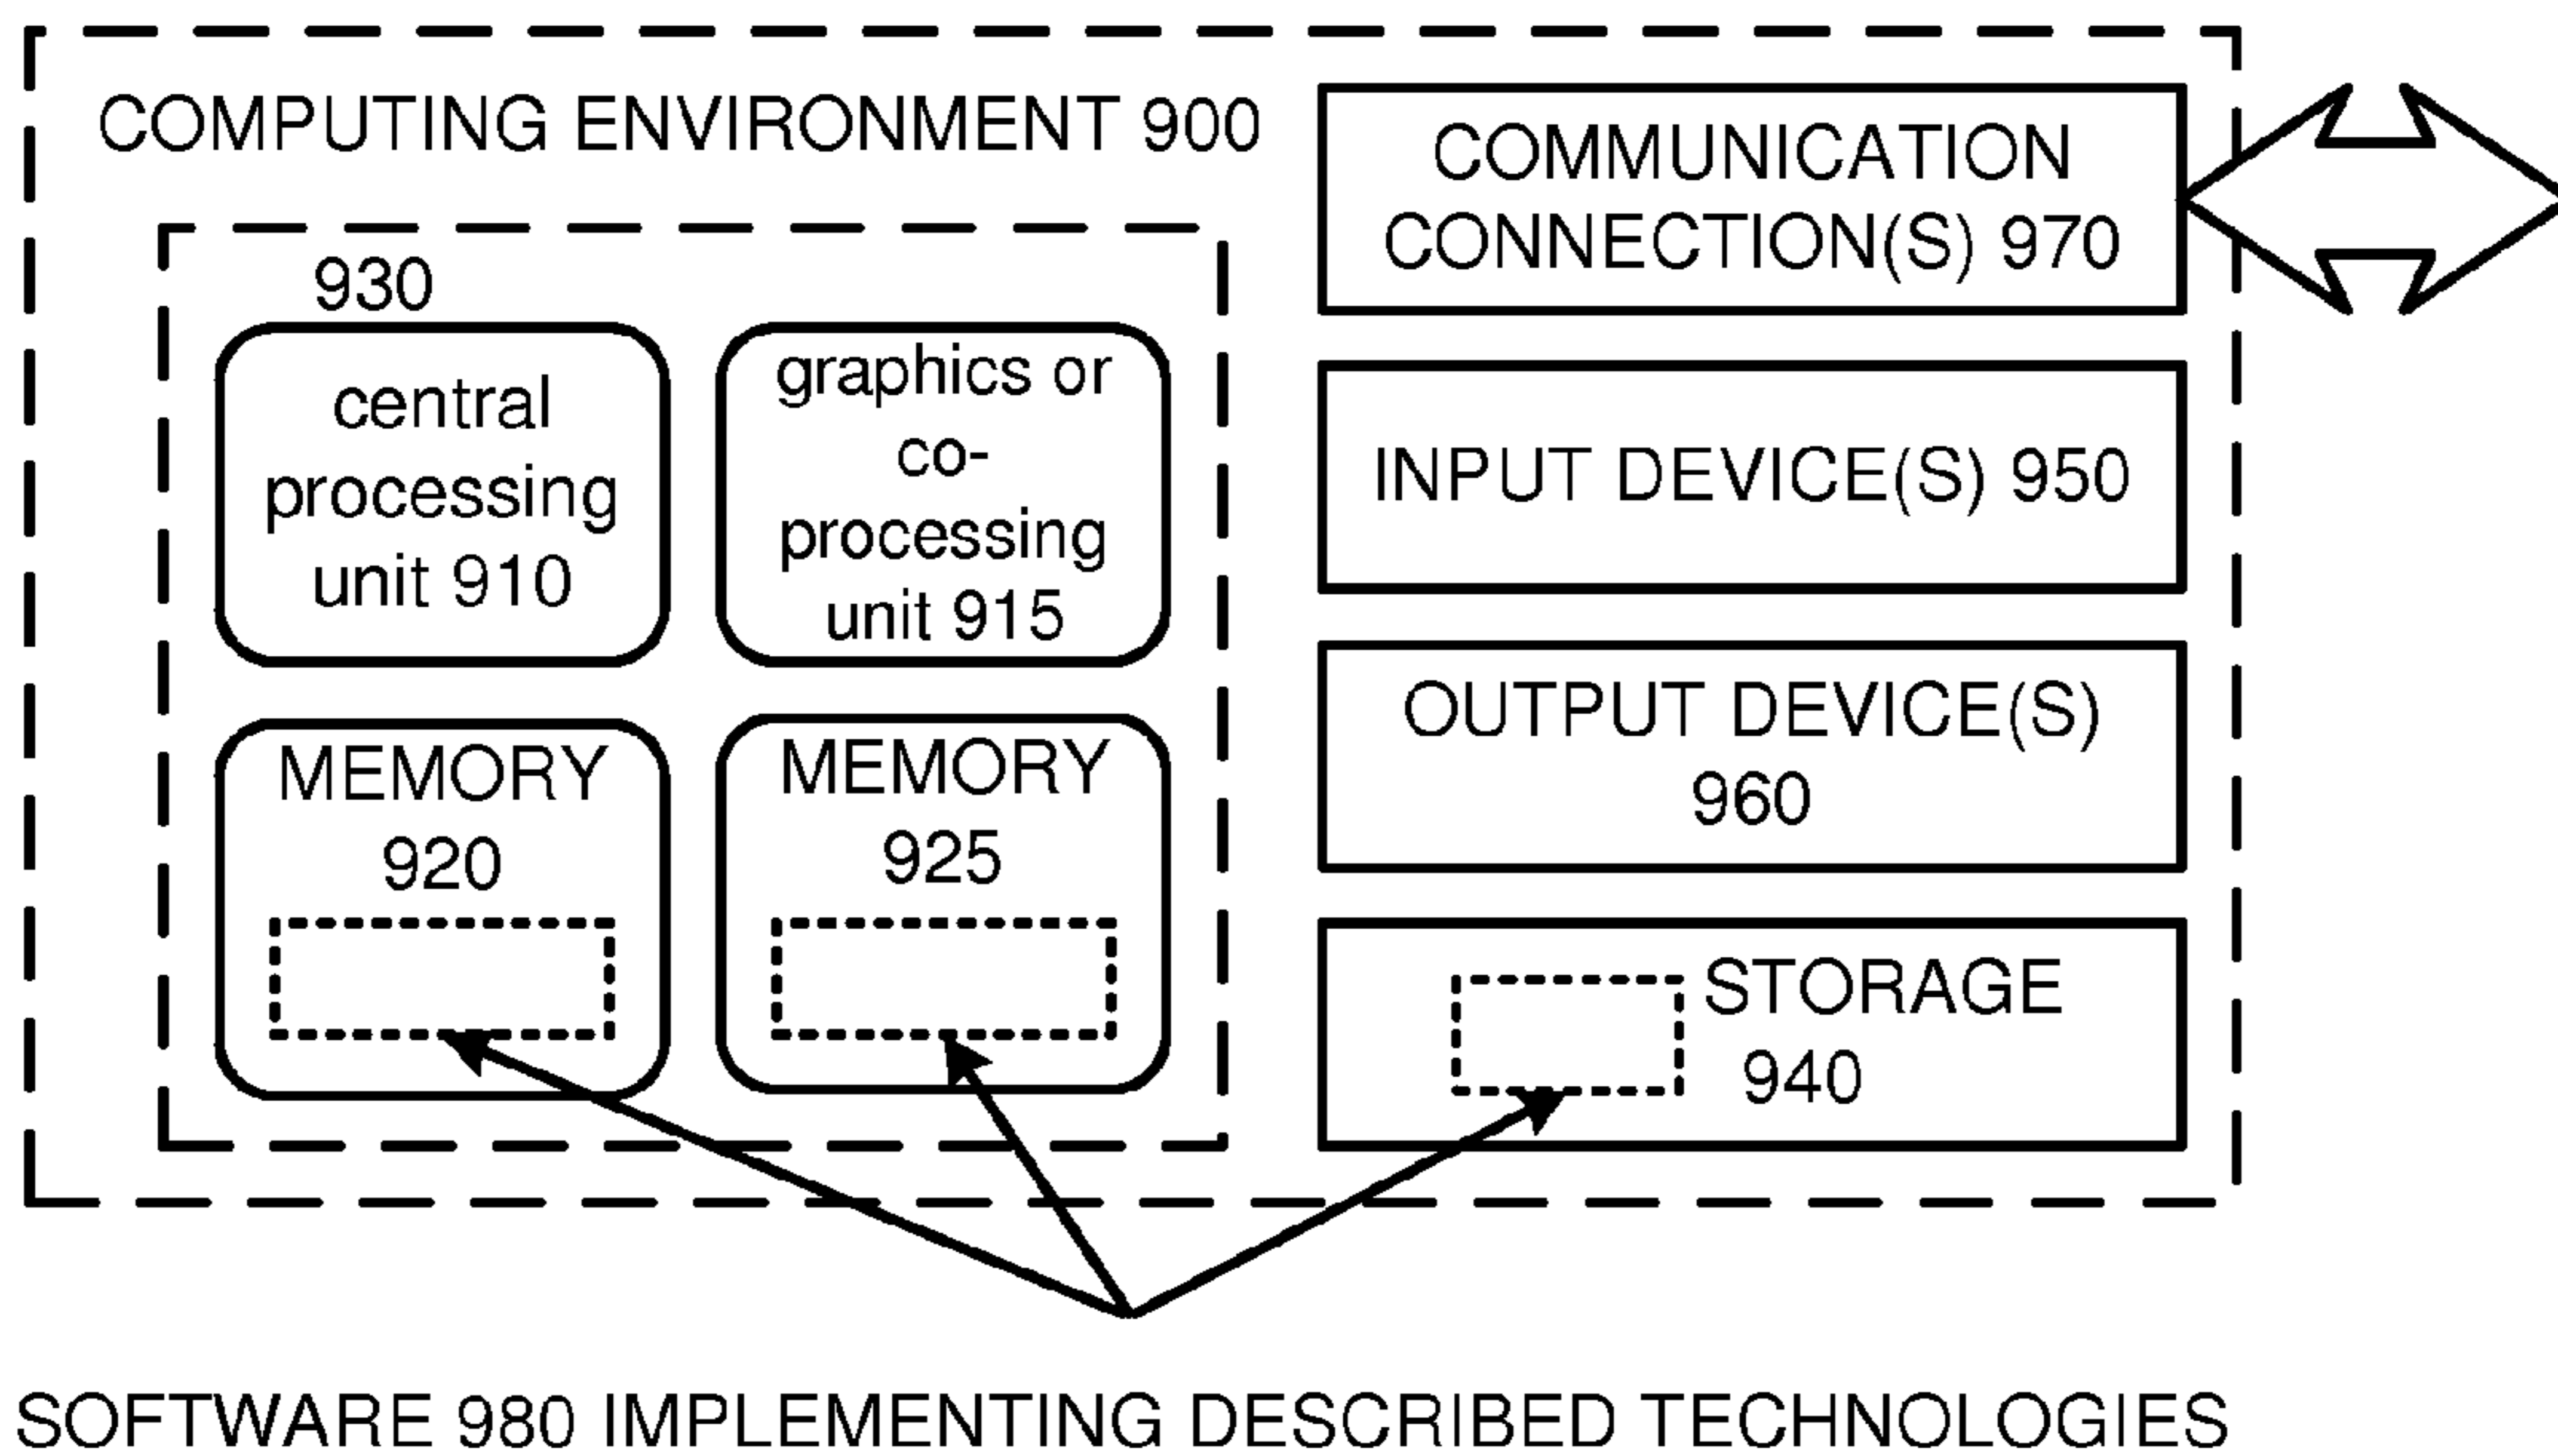 COMPUTING ENVIRONMENT 900
930
central
processing
unit 910
graphics or
co-
processing
unit 915
MEMORY
920
MEMORY
925
COMMUNICATION
CONNECTION(S) 970
INPUT DEVICE(S) 950
OUTPUT DEVICE(S)
960
STORAGE
940
SOFTWARE 980 IMPLEMENTING DESCRIBED TECHNOLOGIES